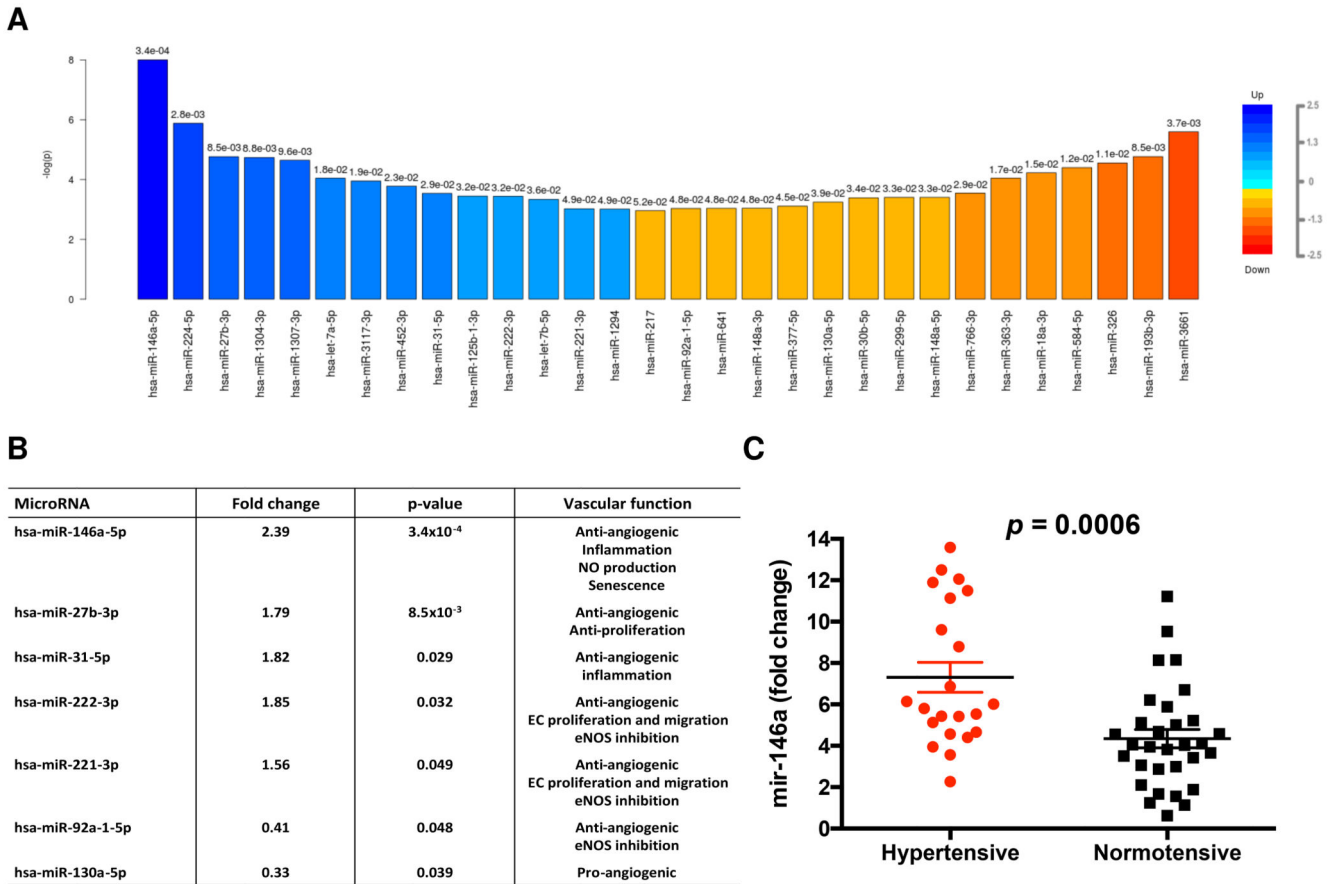 A
8
6
4
2
0
-log(p)
3.4e-04
2.8e-03
8.5e-03
8.8e-03
9.6e-03
1.8e-02
1.9e-02
2.3e-02
2.9e-02
3.2e-02
3.2e-02
3.6e-02
4.9e-02
4.9e-02
5.2e-02
4.8e-02
4.8e-02
4.8e-02
4.5e-02
3.9e-02
3.4e-02
3.3e-02
3.3e-02
2.9e-02
1.7e-02
1.5e-02
1.2e-02
1.1e-02
8.5e-03
3.7e-03
hsa-miR-146a-5p
hsa-miR-224-5p
hsa-miR-27b-3p
hsa-miR-1304-3p
hsa-miR-1307-3p
hsa-let-7a-5p
hsa-miR-3117-3p
hsa-miR-452-3p
hsa-miR-31-5p
hsa-miR-125b-1-3p
hsa-miR-222-3p
hsa-let-7b-5p
hsa-miR-221-3p
hsa-miR-1294
hsa-miR-217
hsa-miR-92a-1-5p
hsa-miR-641
hsa-miR-148a-3p
hsa-miR-377-5p
hsa-miR-130a-5p
hsa-miR-30b-5p
hsa-miR-299-5p
hsa-miR-148a-5p
hsa-miR-766-3p
hsa-miR-363-3p
hsa-miR-18a-3p
hsa-miR-584-5p
hsa-miR-326
hsa-miR-193b-3p
hsa-miR-3661
Up
2.5
1.3
0
-1.3
-2.5
Down
B
MicroRNA Fold change p-value Vascular function
hsa-miR-146a-5p 2.39 3.4x10⁻⁴ Anti-angiogenic
Inflammation
NO production
Senescence
hsa-miR-27b-3p 1.79 8.5x10⁻³ Anti-angiogenic
Anti-proliferation
hsa-miR-31-5p 1.82 0.029 Anti-angiogenic
inflammation
hsa-miR-222-3p 1.85 0.032 Anti-angiogenic
EC proliferation and migration
eNOS inhibition
hsa-miR-221-3p 1.56 0.049 Anti-angiogenic
EC proliferation and migration
eNOS inhibition
hsa-miR-92a-1-5p 0.41 0.048 Anti-angiogenic
eNOS inhibition
hsa-miR-130a-5p 0.33 0.039 Pro-angiogenic
C
p = 0.0006
mir-146a (fold change)
14
12
10
8
6
4
2
0
Hypertensive Normotensive